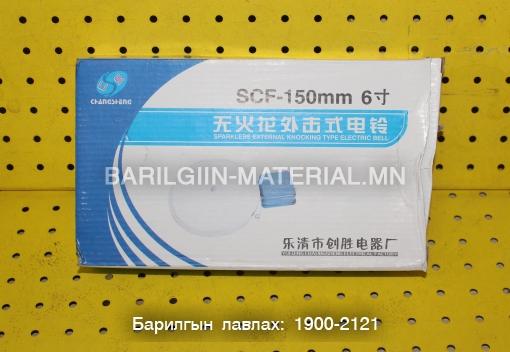 CHANGSHENG
SCF-150mm 6寸
无火花外击式电铃
SPARKLESS EXTERNAL KNOCKING TYPE ELECTRIC BELL
BARILGIIN-MATERIAL.MN
乐清市创胜电器厂
Барилгын лавлах: 1900-2121